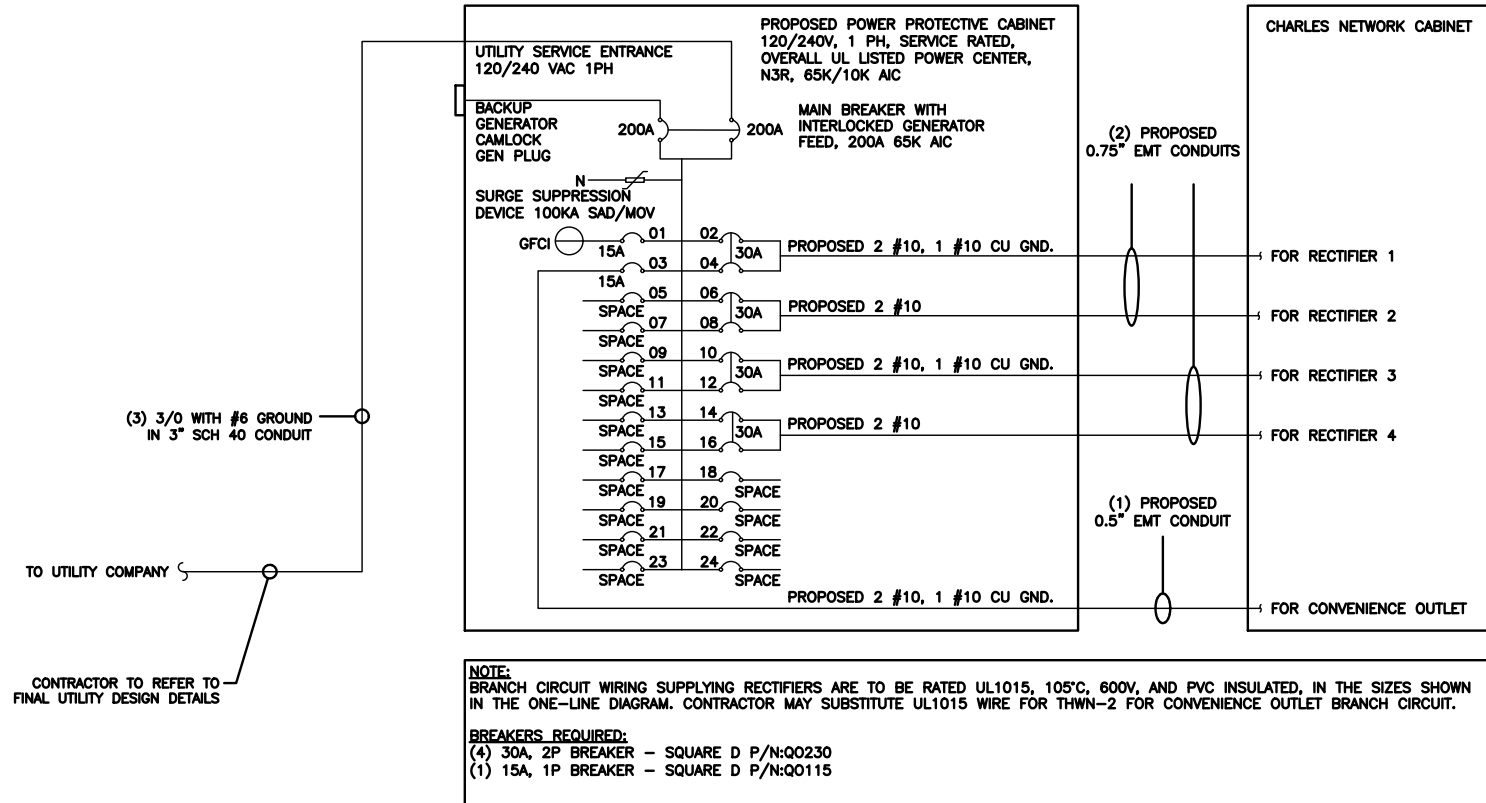 UTILITY SERVICE ENTRANCE
120/240 VAC 1PH
PROPOSED POWER PROTECTIVE CABINET
120/240V, 1 PH, SERVICE RATED,
OVERALL UL LISTED POWER CENTER,
N3R, 65K/10K AIC
CHARLES NETWORK CABINET
BACKUP
GENERATOR
CAMLOCK
GEN PLUG
200A
200A
MAIN BREAKER WITH
INTERLOCKED GENERATOR
FEED, 200A 65K AIC
(2) PROPOSED
0.75" EMT CONDUITS
N
SURGE SUPPRESSION
DEVICE 100KA SAD/MOV
GFCI
15A
01
02
30A
PROPOSED 2 #10, 1 #10 CU GND.
FOR RECTIFIER 1
15A
03
04
SPACE
05
06
30A
PROPOSED 2 #10
FOR RECTIFIER 2
SPACE
07
08
SPACE
09
10
30A
PROPOSED 2 #10, 1 #10 CU GND.
FOR RECTIFIER 3
SPACE
11
12
SPACE
13
14
30A
PROPOSED 2 #10
FOR RECTIFIER 4
SPACE
15
16
SPACE
17
18
SPACE
SPACE
19
20
SPACE
SPACE
21
22
SPACE
SPACE
23
24
SPACE
(3) 3/0 WITH #6 GROUND
IN 3" SCH 40 CONDUIT
(1) PROPOSED
0.5" EMT CONDUIT
TO UTILITY COMPANY
PROPOSED 2 #10, 1 #10 CU GND.
FOR CONVENIENCE OUTLET
CONTRACTOR TO REFER TO
FINAL UTILITY DESIGN DETAILS
NOTE:
BRANCH CIRCUIT WIRING SUPPLYING RECTIFIERS ARE TO BE RATED UL1015, 105°C, 600V, AND PVC INSULATED, IN THE SIZES SHOWN
IN THE ONE-LINE DIAGRAM. CONTRACTOR MAY SUBSTITUTE UL1015 WIRE FOR THWN-2 FOR CONVENIENCE OUTLET BRANCH CIRCUIT.
BREAKERS REQUIRED:
(4) 30A, 2P BREAKER - SQUARE D P/N:QO230
(1) 15A, 1P BREAKER - SQUARE D P/N:QO115